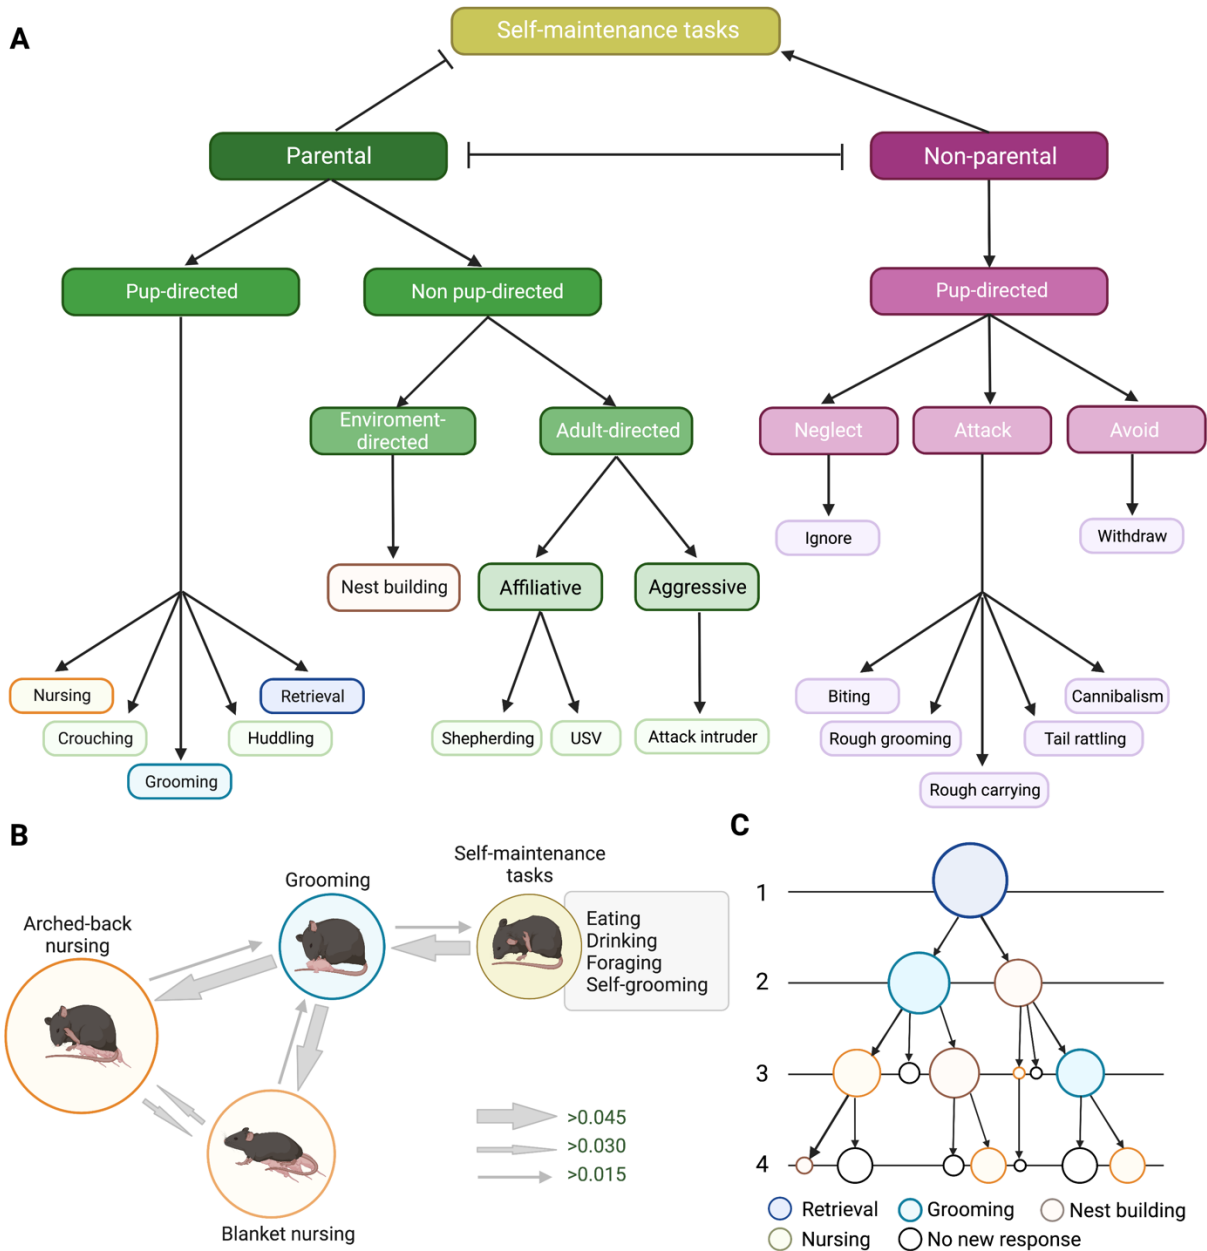 A
Self-maintenance tasks
Parental
Non-parental
Pup-directed
Non pup-directed
Pup-directed
Enviroment-
directed
Adult-directed
Neglect
Attack
Avoid
Ignore
Withdraw
Nest building
Affiliative
Aggressive
Nursing
Retrieval
Crouching
Huddling
Grooming
Shepherding
USV
Attack intruder
Biting
Cannibalism
Rough grooming
Tail rattling
Rough carrying
B
Arched-back
nursing
Grooming
Self-maintenance
tasks
Eating
Drinking
Foraging
Self-grooming
Blanket nursing
>0.045
>0.030
>0.015
C
1
2
3
4
Retrieval
Grooming
Nest building
Nursing
No new response